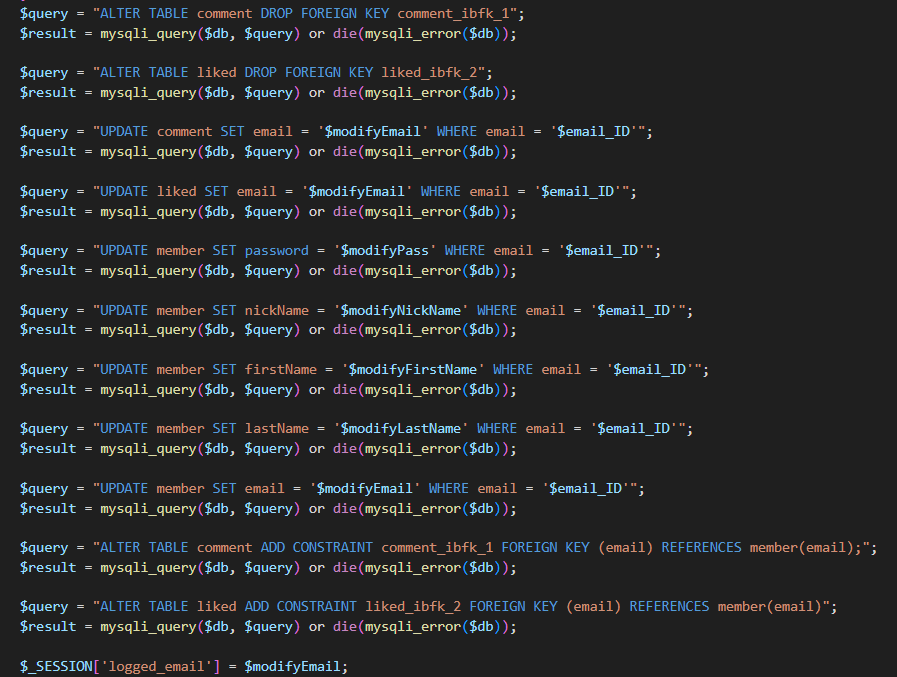 $query = "ALTER TABLE comment DROP FOREIGN KEY comment_ibfk_1";
$result = mysqli_query($db, $query) or die(mysqli_error($db));
$query = "ALTER TABLE liked DROP FOREIGN KEY liked_ibfk_2";
$result = mysqli_query($db, $query) or die(mysqli_error($db));
$query = "UPDATE comment SET email = '$modifyEmail' WHERE email = '$email_ID'";
$result = mysqli_query($db, $query) or die(mysqli_error($db));
$query = "UPDATE liked SET email = '$modifyEmail' WHERE email = '$email_ID'";
$result = mysqli_query($db, $query) or die(mysqli_error($db));
$query = "UPDATE member SET password = '$modifyPass' WHERE email = '$email_ID'";
$result = mysqli_query($db, $query) or die(mysqli_error($db));
$query = "UPDATE member SET nickName = '$modifyNickName' WHERE email = '$email_ID'";
$result = mysqli_query($db, $query) or die(mysqli_error($db));
$query = "UPDATE member SET firstName = '$modifyFirstName' WHERE email = '$email_ID'";
$result = mysqli_query($db, $query) or die(mysqli_error($db));
$query = "UPDATE member SET lastName = '$modifyLastName' WHERE email = '$email_ID'";
$result = mysqli_query($db, $query) or die(mysqli_error($db));
$query = "UPDATE member SET email = '$modifyEmail' WHERE email = '$email_ID'";
$result = mysqli_query($db, $query) or die(mysqli_error($db));
$query = "ALTER TABLE comment ADD CONSTRAINT comment_ibfk_1 FOREIGN KEY (email) REFERENCES member(email);";
$result = mysqli_query($db, $query) or die(mysqli_error($db));
$query = "ALTER TABLE liked ADD CONSTRAINT liked_ibfk_2 FOREIGN KEY (email) REFERENCES member(email)";
$result = mysqli_query($db, $query) or die(mysqli_error($db));
$_SESSION['logged_email'] = $modifyEmail;